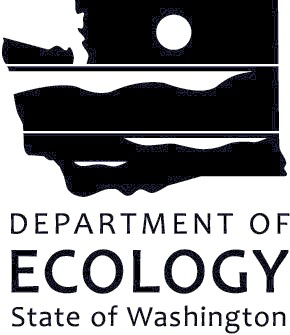 DEPARTMENT OF
ECOLOGY
State of Washington